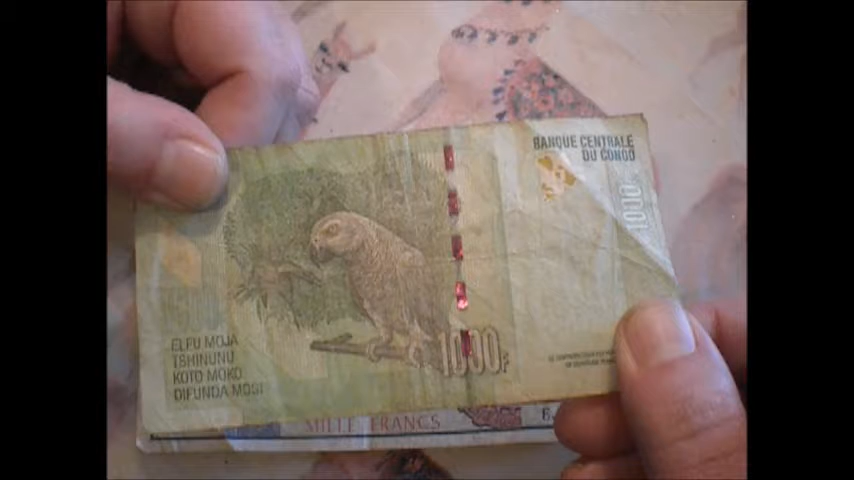 BANQUE CENTRALE
DU CONGO
1000
ELFU MOJA
TSHINUNU
KOTO MOKO
DIFUNDA MOSI
1000F
MILLE FRANCS